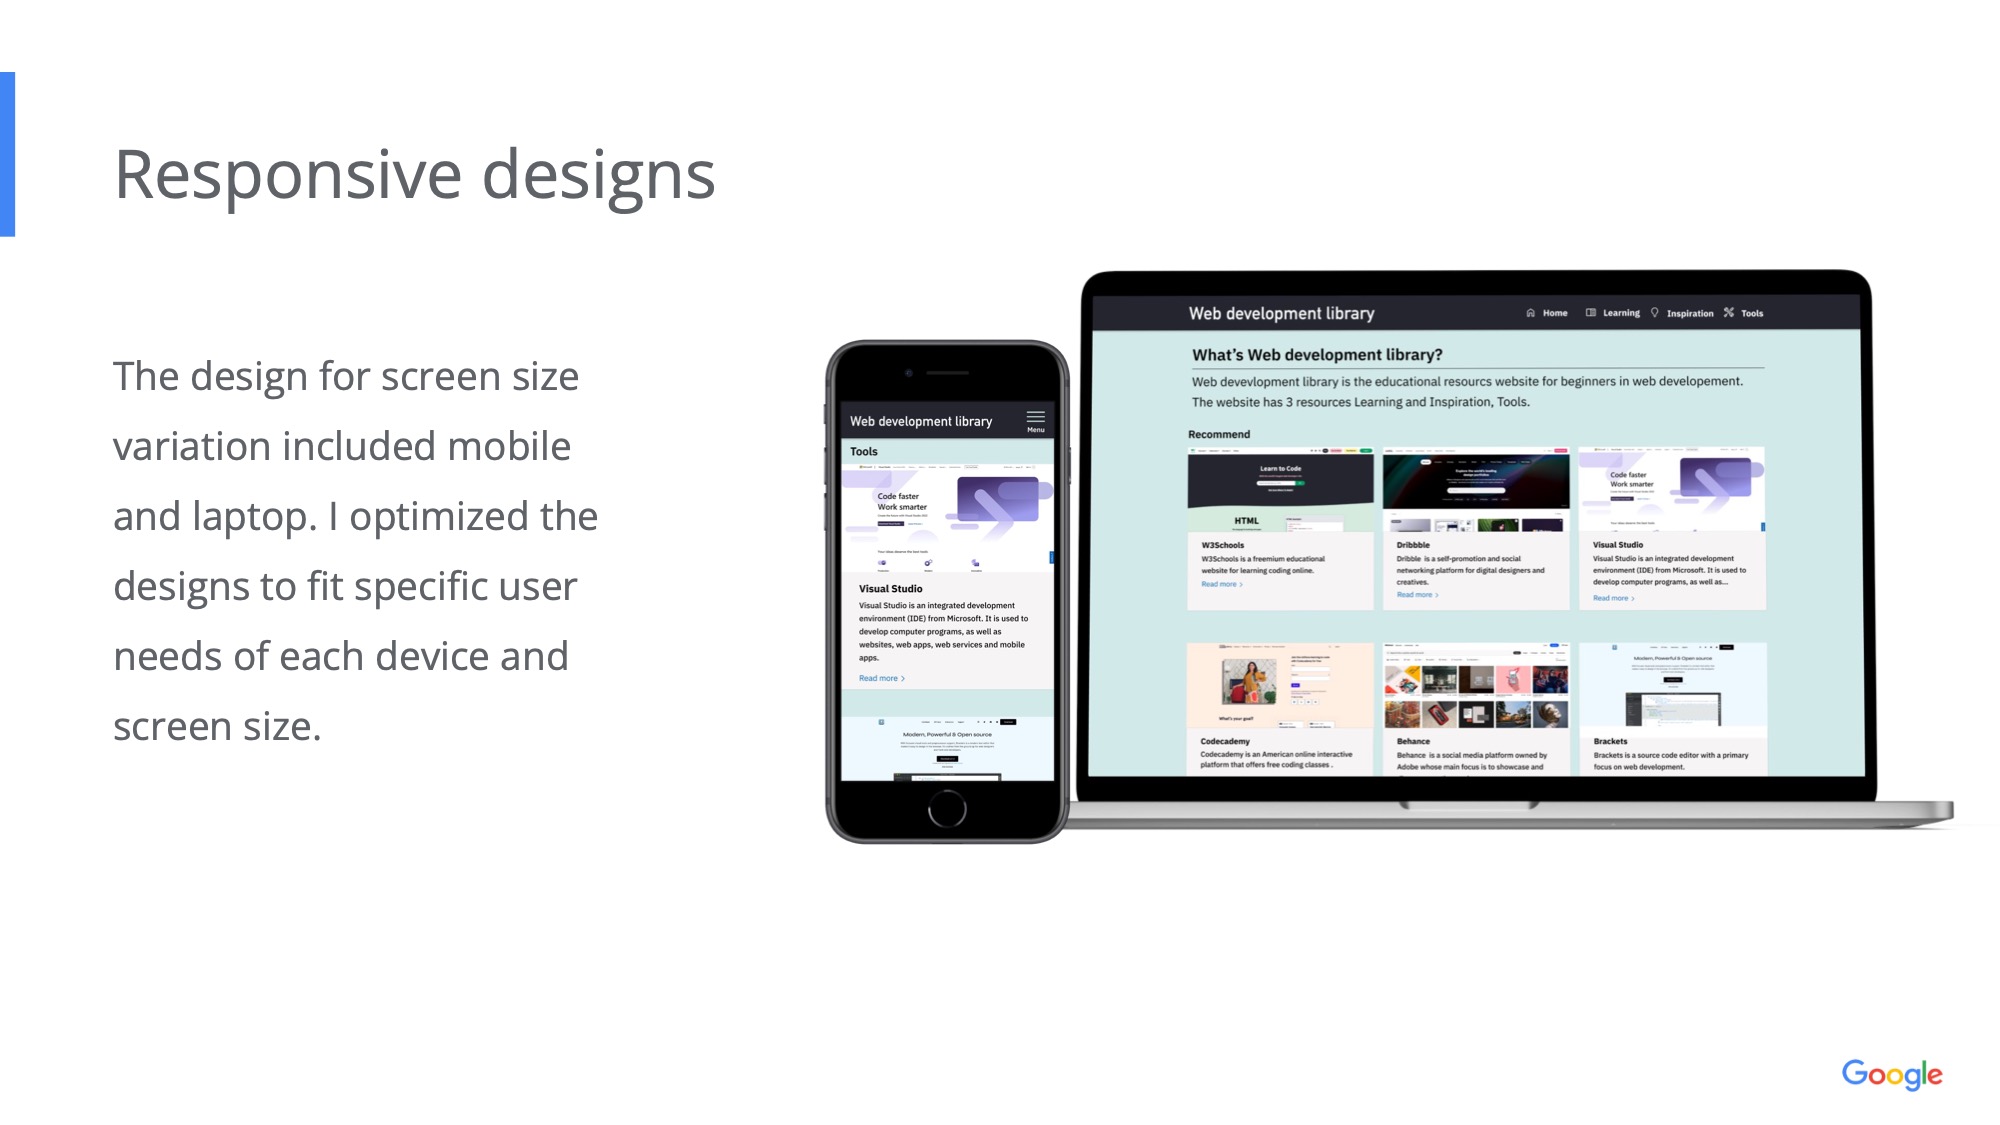 Responsive designs
The design for screen size
variation included mobile
and laptop. I optimized the
designs to fit specific user
needs of each device and
screen size.
Web development library
Menu
Tools
Code faster
Work smarter
Visual Studio
Visual Studio is an integrated development
environment (IDE) from Microsoft. It is used to
develop computer programs, as well as
websites, web apps, web services and mobile
apps.
Read more >
Modern, Powerful & Open source
Web development library
Home Learning Inspiration Tools
What's Web development library?
Web devevlopment library is the educational resourcs website for beginners in web developement.
The website has 3 resources Learning and Inspiration, Tools.
Recommend
Learn to Code
HTML
W3Schools
W3Schools is a freemium educational
website for learning coding online.
Read more >
Explore the world's leading
design portfolios
Dribbble
Dribble is a self-promotion and social
networking platform for digital designers and
creatives.
Read more >
Code faster
Work smarter
Visual Studio
Visual Studio is an integrated development
environment (IDE) from Microsoft. It is used to
develop computer programs, as well as...
Read more >
What's your goal?
Codecademy
Codecademy is an American online interactive
platform that offers free coding classes .
Behance
Behance is a social media platform owned by
Adobe whose main focus is to showcase and
Modern, Powerful & Open source
Brackets
Brackets is a source code editor with a primary
focus on web development.
Google